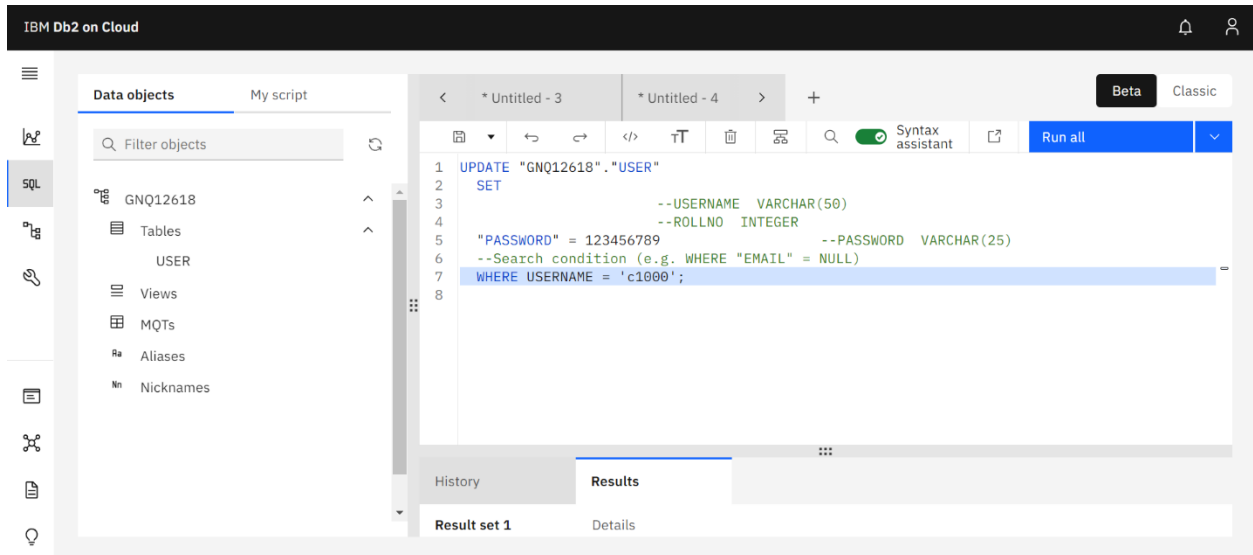 IBM Db2 on Cloud
Data objects My script
* Untitled - 3 * Untitled - 4 Beta Classic
Filter objects
Syntax assistant
Run all
SQL
GNQ12618
Tables
USER
Views
MQTs
Aliases
Nicknames
1 UPDATE "GNQ12618"."USER"
2 SET
3 --USERNAME VARCHAR(50)
4 --ROLLNO INTEGER
5 "PASSWORD" = 123456789 --PASSWORD VARCHAR(25)
6 --Search condition (e.g. WHERE "EMAIL" = NULL)
7 WHERE USERNAME = 'c1000';
8
History Results
Result set 1 Details